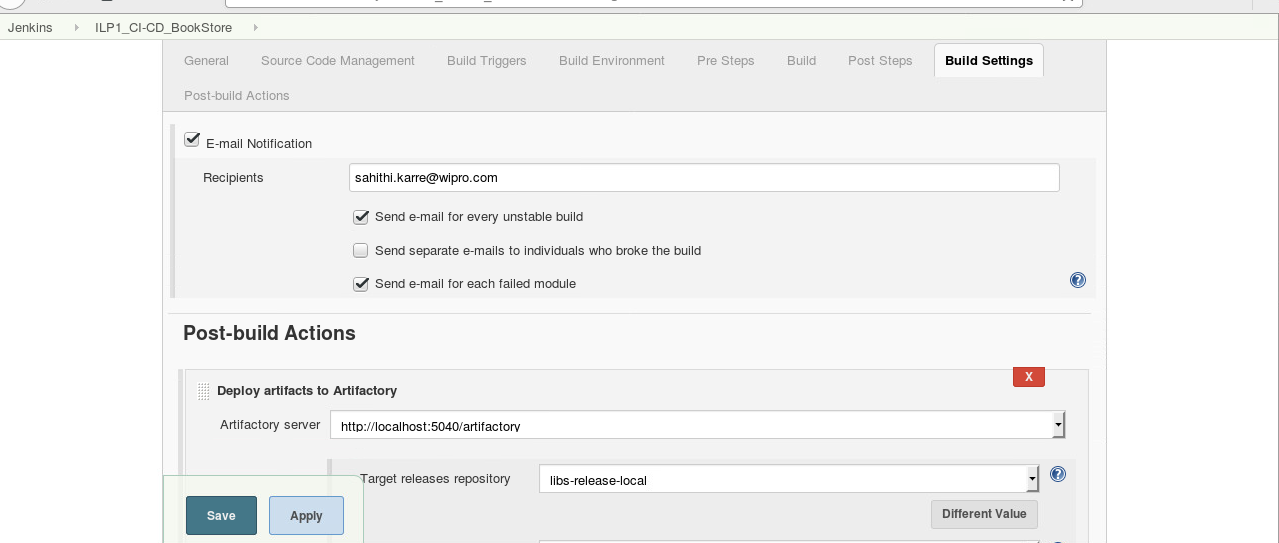 Jenkins ILP1_CI-CD_BookStore
General Source Code Management Build Triggers Build Environment Pre Steps Build Post Steps Build Settings
Post-build Actions
E-mail Notification
Recipients sahithi.karre@wipro.com
Send e-mail for every unstable build
Send separate e-mails to individuals who broke the build
Send e-mail for each failed module
?
Post-build Actions
X
Deploy artifacts to Artifactory
Artifactory server http://localhost:5040/artifactory
Target releases repository libs-release-local ?
Save Apply Different Value